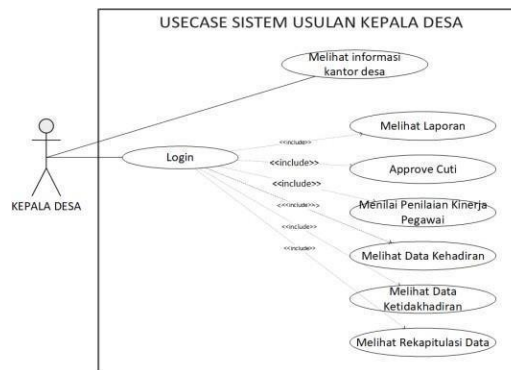 USECASE SISTEM USULAN KEPALA DESA
Melihat informasi
kantor desa
Melihat Laporan
<<include>>
Login
<<include>>
Approve Cuti
<<include>>
Menilai Penilaian Kinerja
Pegawai
KEPALA DESA
<<include>>
Melihat Data Kehadiran
<<include>>
<<include>>
Melihat Data
Ketidakhadiran
Melihat Rekapitulasi Data